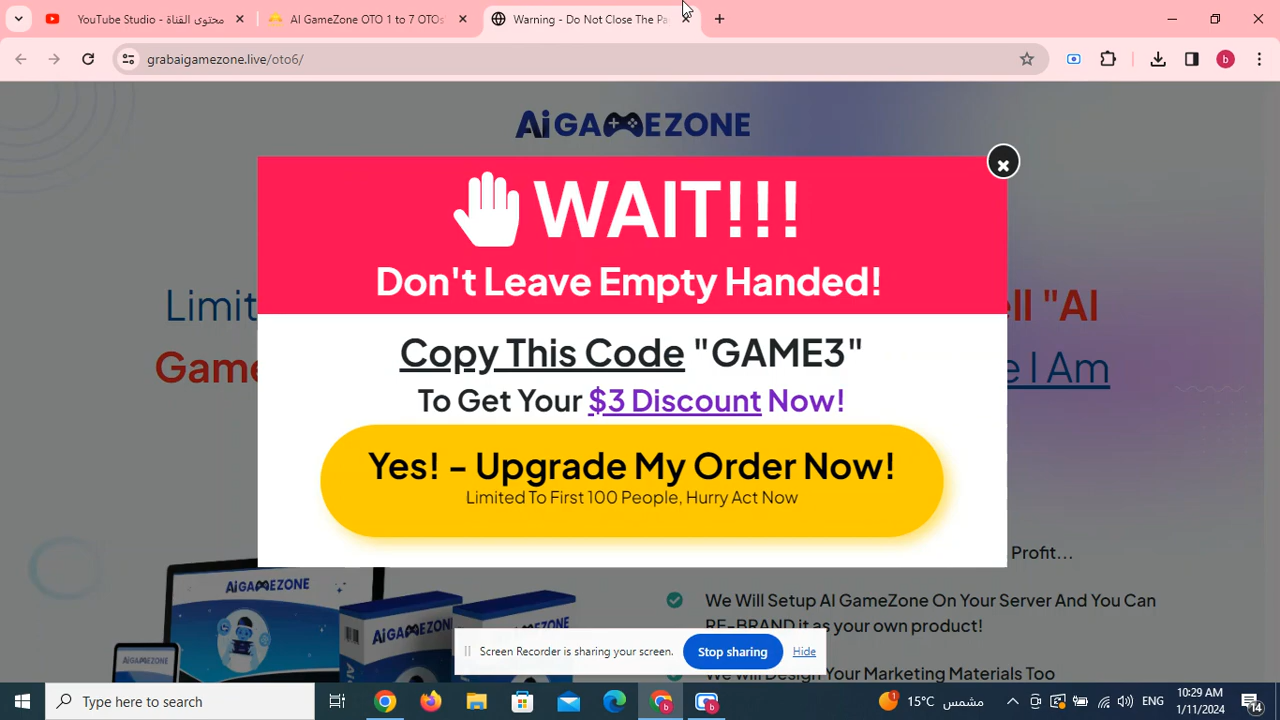 YouTube Studio - محتوى القناة
AI GameZone OTO 1 to 7 OTOs
Warning - Do Not Close The Pa
grabaigamezone.live/oto6/
b
AiGAMEZONE
WAIT!!!
Don't Leave Empty Handed!
Limit
ell "AI
Copy This Code "GAME3"
Game
e I Am
To Get Your $3 Discount Now!
Yes! - Upgrade My Order Now!
Limited To First 100 People, Hurry Act Now
Profit...
AiGAMEZONE
We Will Setup AI GameZone On Your Server And You Can
RE-BRAND it as your own product!
AiGAMEZONE
AiGAMEZONE
Screen Recorder is sharing your screen.
Stop sharing
Hide
We will Design Your Marketing Materials Too
Type here to search
1
15°C مشمس
ENG
10:29 AM
1/11/2024
14